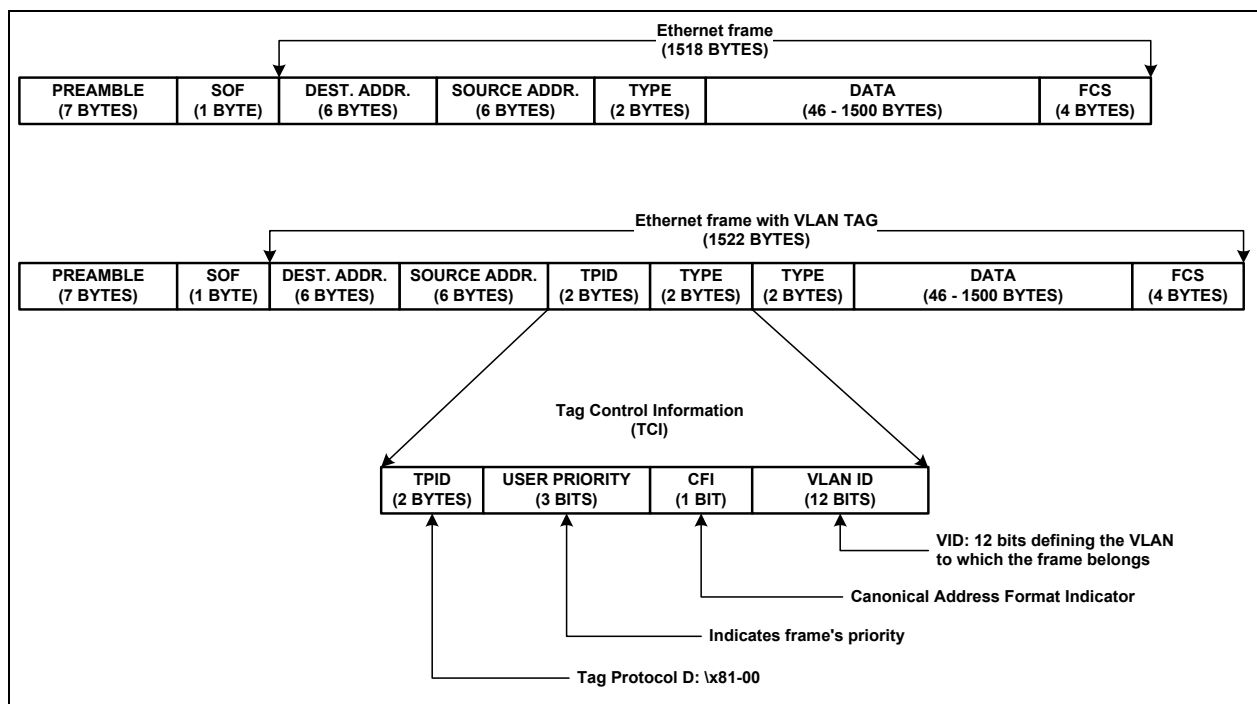 Ethernet frame
(1518 BYTES)
PREAMBLE
(7 BYTES)
SOF
(1 BYTE)
DEST. ADDR.
(6 BYTES)
SOURCE ADDR.
(6 BYTES)
TYPE
(2 BYTES)
DATA
(46 - 1500 BYTES)
FCS
(4 BYTES)
Ethernet frame with VLAN TAG
(1522 BYTES)
PREAMBLE
(7 BYTES)
SOF
(1 BYTE)
DEST. ADDR.
(6 BYTES)
SOURCE ADDR.
(6 BYTES)
TPID
(2 BYTES)
TYPE
(2 BYTES)
TYPE
(2 BYTES)
DATA
(46 - 1500 BYTES)
FCS
(4 BYTES)
Tag Control Information
(TCI)
TPID
(2 BYTES)
USER PRIORITY
(3 BITS)
CFI
(1 BIT)
VLAN ID
(12 BITS)
VID: 12 bits defining the VLAN
to which the frame belongs
Canonical Address Format Indicator
Indicates frame's priority
Tag Protocol D: \x81-00